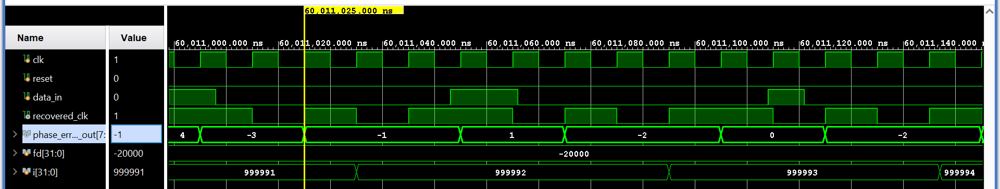 60,011,025.000 ns
Name Value
60,011,000.000 ns 60,011,020.000 ns 60,011,040.000 ns 60,011,060.000 ns 60,011,080.000 ns 60,011,100.000 ns 60,011,120.000 ns 60,011,140.000
clk 1
reset 0
data_in 0
recovered_clk 1
phase_err..._out[7: -1 4 -3 -1 1 -2 0 -2
fd[31:0] -20000 -20000
i[31:0] 999991 999991 999992 999993 999994